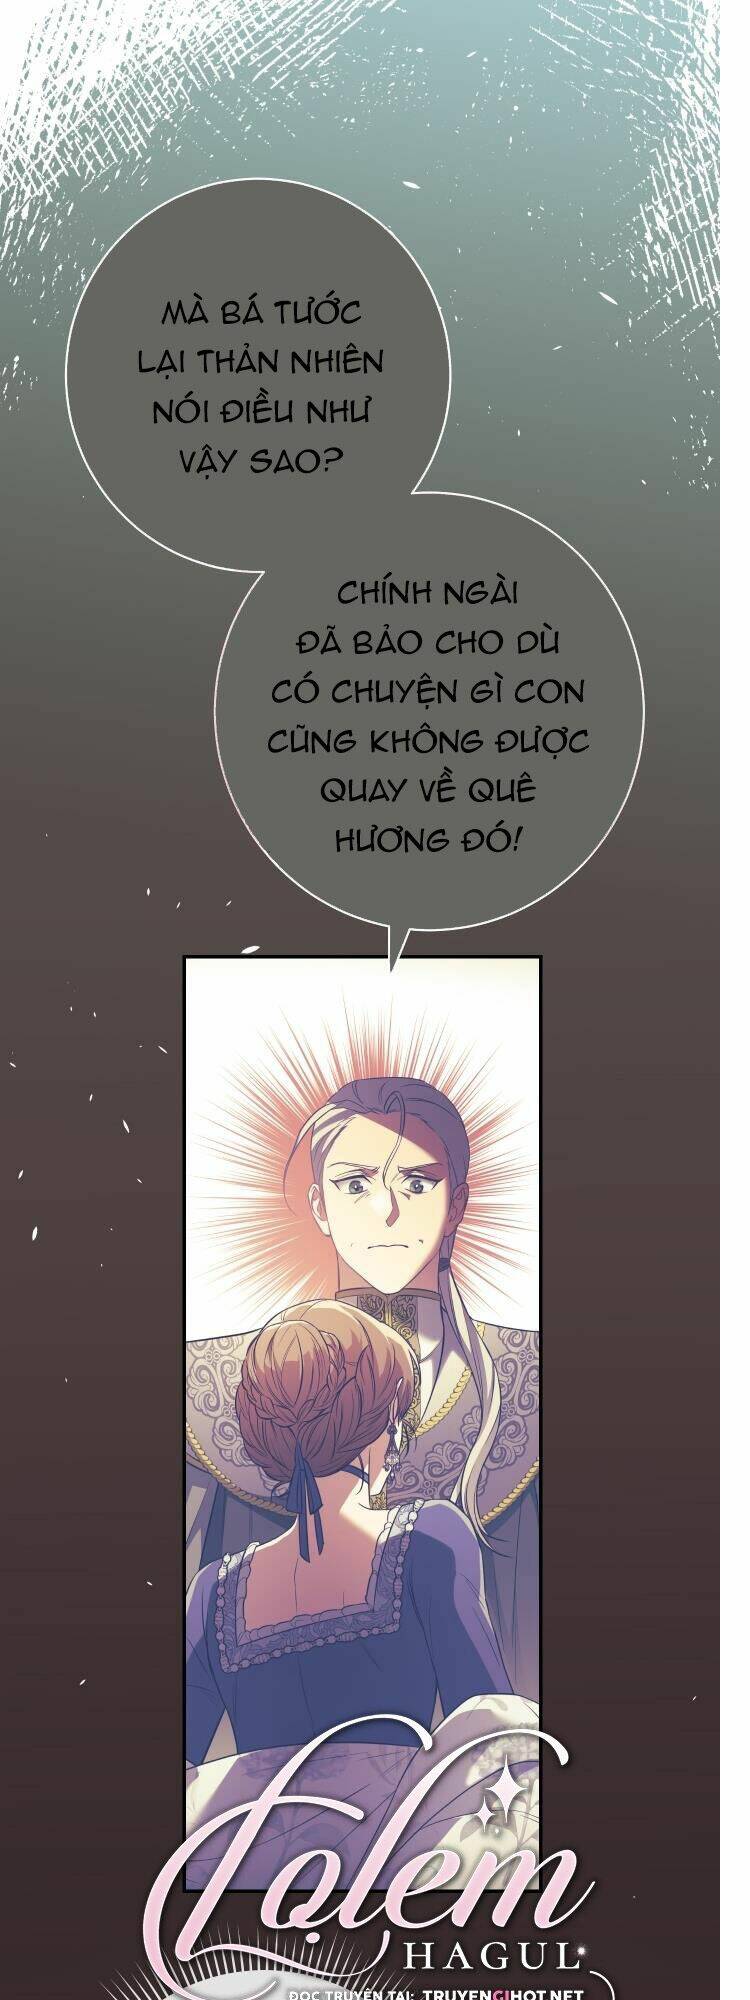 MÀ BÁ TƯỚC
LẠI THẢN NHIÊN
NÓI ĐIỀU NHƯ
VẬY SAO?
CHÍNH NGÀI
ĐÃ BẢO CHO DÙ
CÓ CHUYỆN GÌ CON
CŨNG KHÔNG ĐƯỢC
QUAY VỀ QUÊ
HƯƠNG ĐÓ!
Lọlem
HAGUL
ĐỌC TRUYỆN TẠI: TRUYENGIHOT.NET